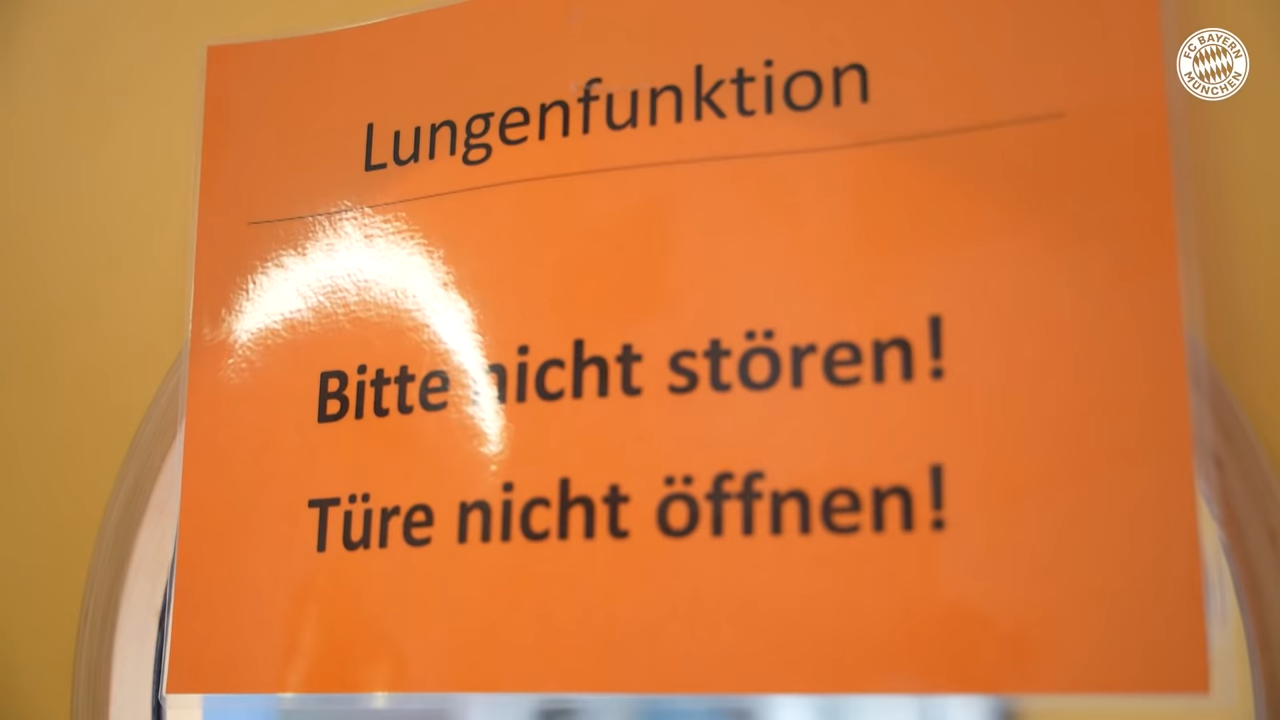 Lungenfunktion
Bitte nicht stören!
Türe nicht öffnen!
FC BAYERN
MÜNCHEN